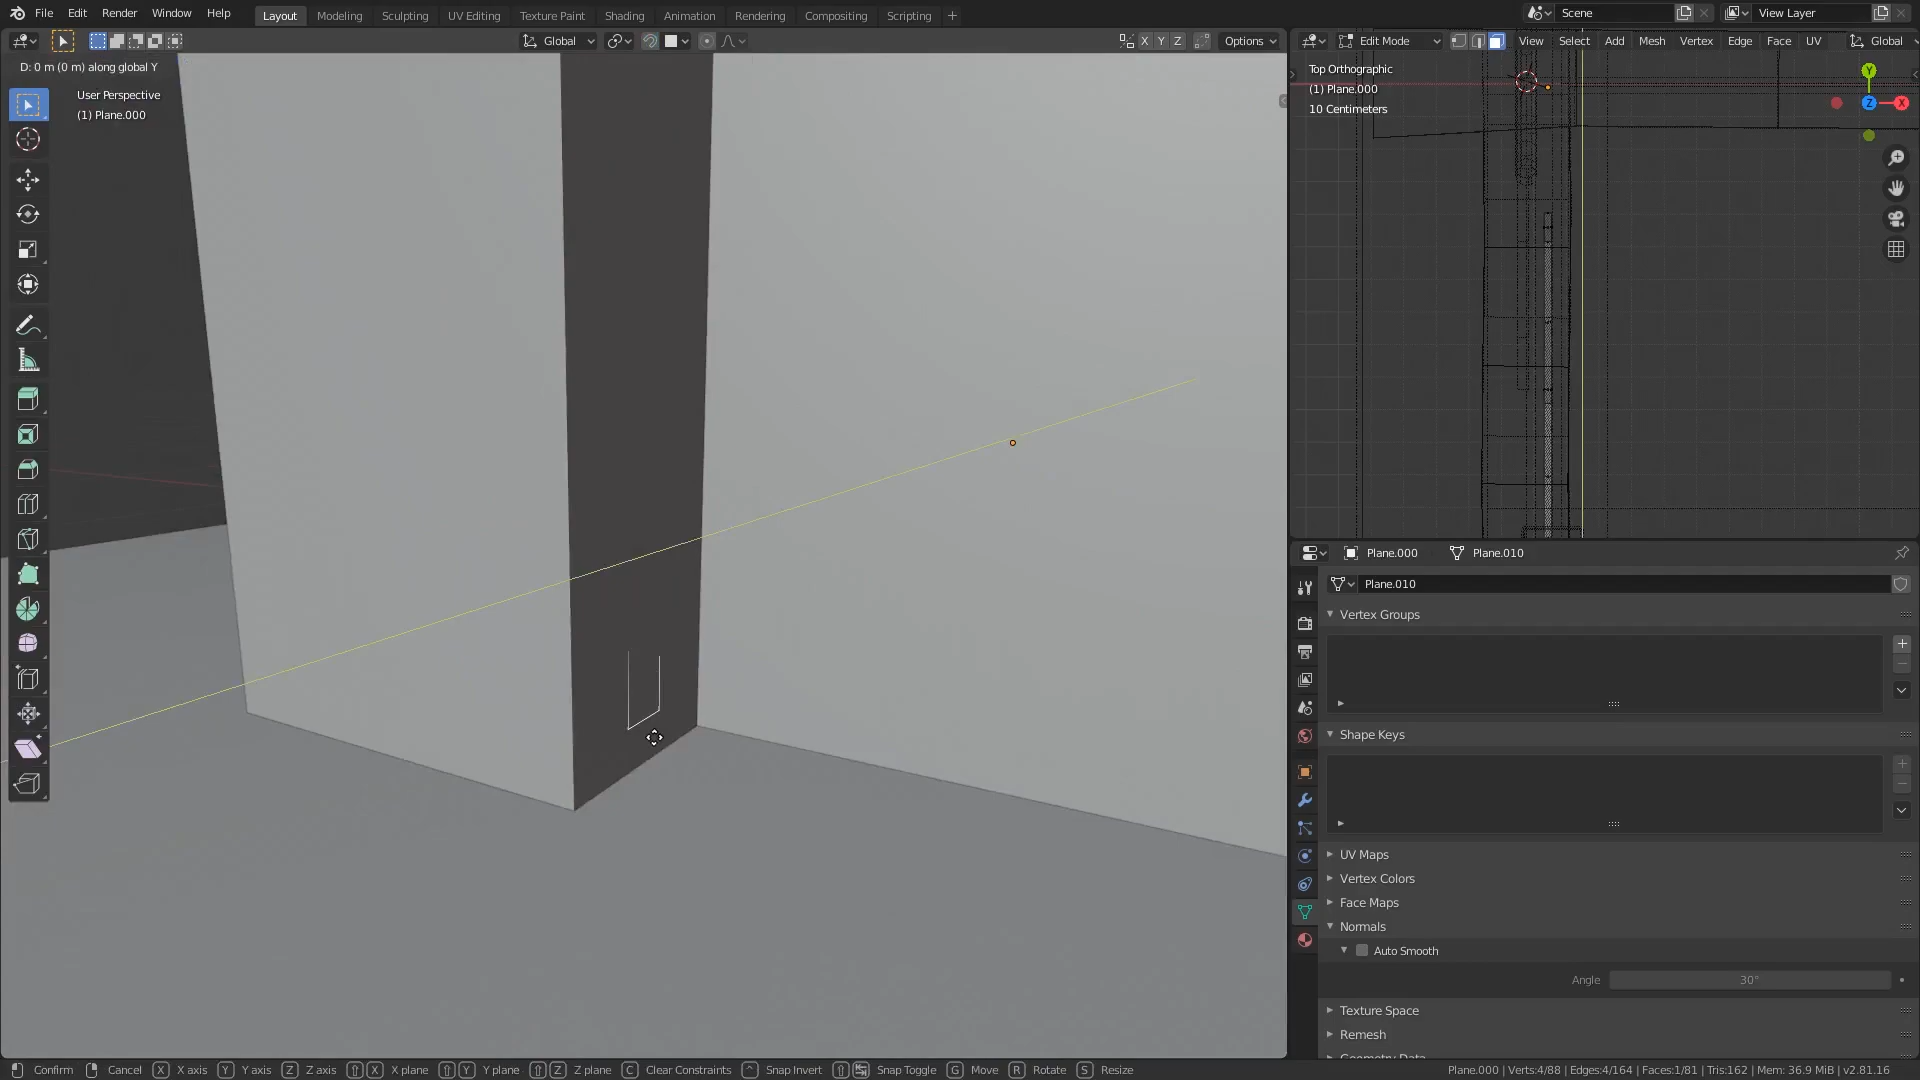 File Edit Render Window Help
Layout Modeling Sculpting UV Editing Texture Paint Shading Animation Rendering Compositing Scripting +
Scene
View Layer
Global
X Y Z
Options
Edit Mode
View Select Add Mesh Vertex Edge Face UV
Global
D: 0 m (0 m) along global Y
User Perspective
(1) Plane.000
Top Orthographic
(1) Plane.000
10 Centimeters
Y
Z
X
Plane.000
Plane.010
Plane.010
Vertex Groups
Shape Keys
UV Maps
Vertex Colors
Face Maps
Normals
Auto Smooth
Angle
30°
Texture Space
Remesh
Geometry Data
Confirm Cancel X X axis Y Y axis Z Z axis X X plane Y Y plane Z Z plane C Clear Constraints ^ Snap Invert Snap Toggle G Move R Rotate S Resize
Plane.000 | Verts:4/88 | Edges:4/164 | Faces:1/81 | Tris:162 | Mem: 36.9 MiB | v2.81.16